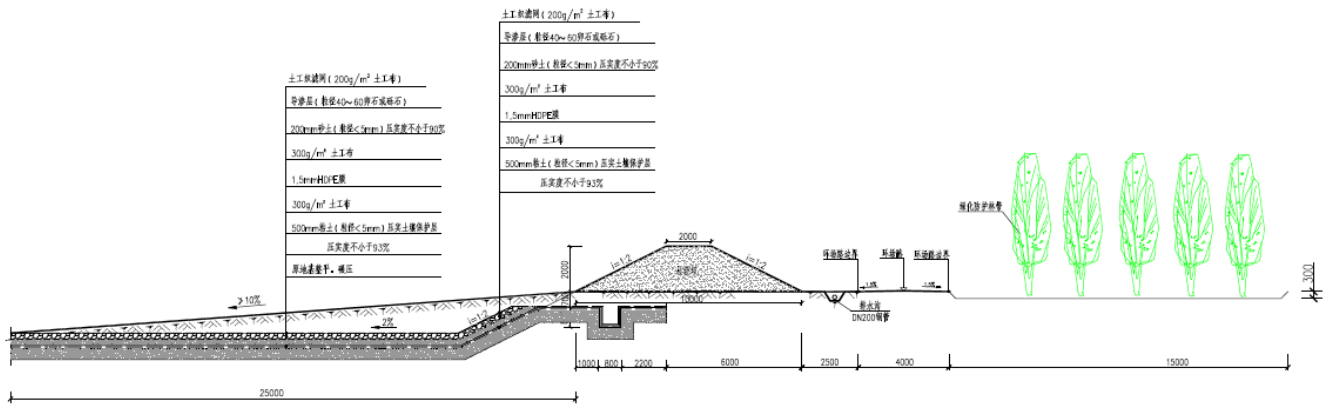 土工织滤网(200g/m² 土工布)
导渗层(粒径40~60卵石或砾石)
200mm砂土(粒径<5mm)压实度不小于90%
300g/m² 土工布
1.5mmHDPE膜
300g/m² 土工布
500mm粘土(粒径<5mm)压实土壤保护层
压实度不小于93%
土工织滤网(200g/m² 土工布)
导渗层(粒径40~60卵石或砾石)
200mm砂土(粒径<5mm)压实度不小于90%
300g/m² 土工布
1.5mmHDPE膜
300g/m² 土工布
500mm粘土(粒径<5mm)压实土壤保护层
压实度不小于93%
原地基整平、碾压
绿化防护林带
2000
i=1:2
i=1:2
2000
环场路边界
环场路
环场路边界
≥10%
2%
i=1:2
10000
排水沟
DN200钢管
300
1000
800
2200
6000
2500
4000
15000
25000